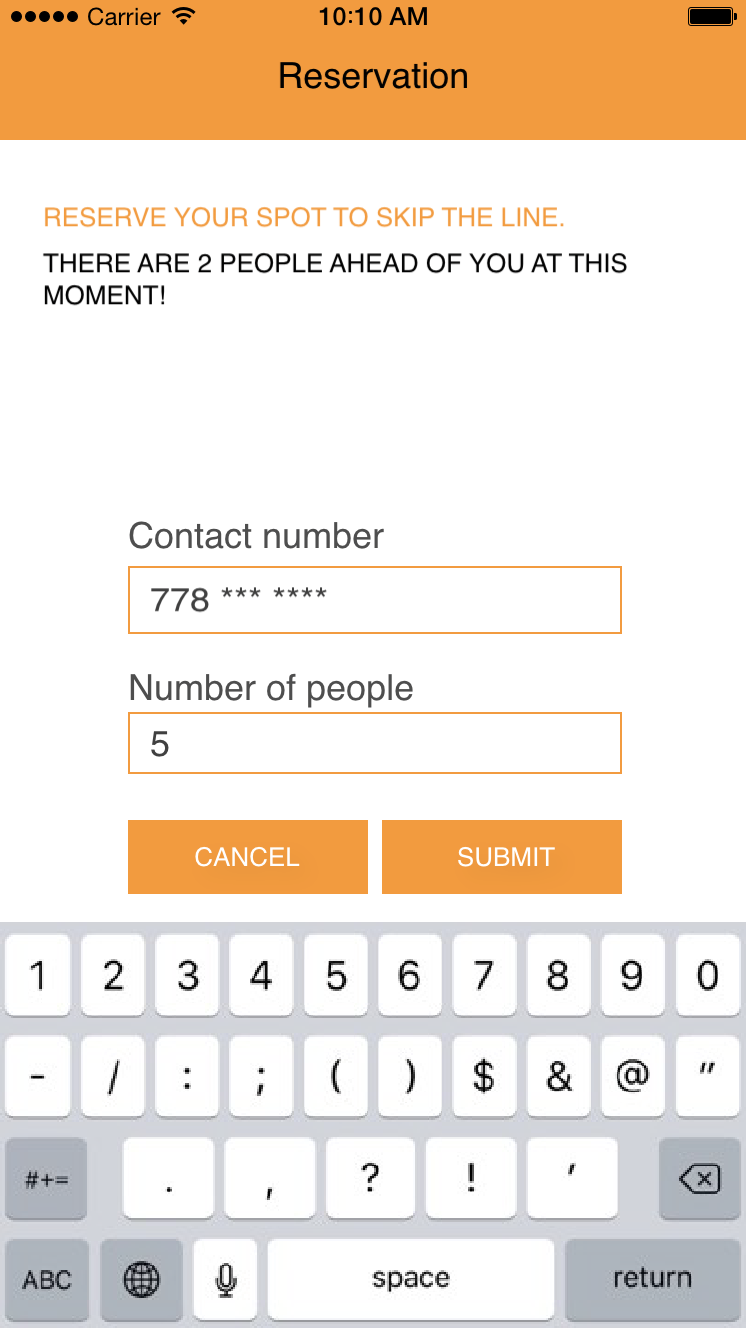 Carrier 10:10 AM
Reservation
RESERVE YOUR SPOT TO SKIP THE LINE.
THERE ARE 2 PEOPLE AHEAD OF YOU AT THIS
MOMENT!
Contact number
778 *** ****
Number of people
5
CANCEL SUBMIT
1 2 3 4 5 6 7 8 9 0
- / : ; ( ) $ & @ "
#+= . , ? ! '
ABC space return